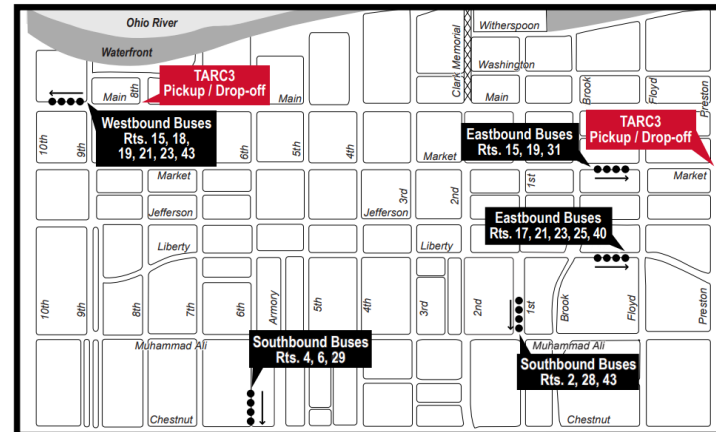 Ohio River
Waterfront
Witherspoon
Washington
Clark Memorial
TARC3
Pickup / Drop-off
8th
Main
Main
Main
Brook
Floyd
Preston
TARC3
Pickup / Drop-off
Westbound Buses
Rts. 15, 18,
19, 21, 23, 43
Eastbound Buses
Rts. 15, 19, 31
10th
9th
6th
5th
4th
Market
Market
Market
3rd
2nd
1st
Jefferson
Jefferson
Eastbound Buses
Rts. 17, 21, 23, 25, 40
Liberty
Liberty
10th
9th
8th
7th
6th
Armory
5th
4th
3rd
2nd
1st
Brook
Floyd
Preston
Muhammad Ali
Muhammad Ali
Southbound Buses
Rts. 4, 6, 29
Southbound Buses
Rts. 2, 28, 43
Chestnut
Chestnut